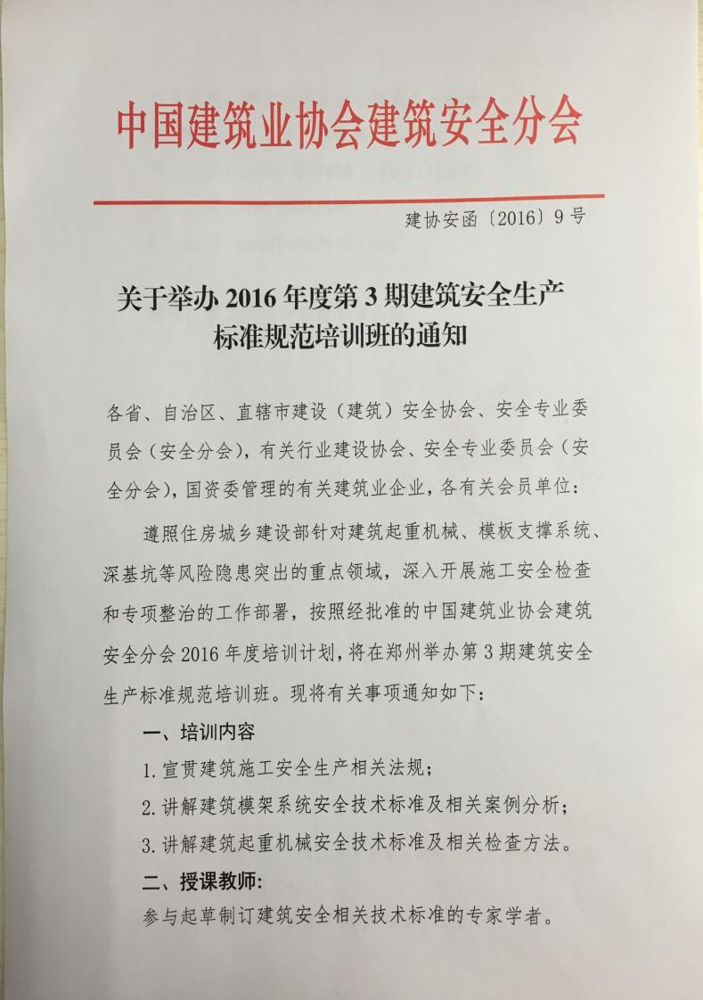 中国建筑业协会建筑安全分会
建协安函〔2016〕9 号
关于举办 2016 年度第 3 期建筑安全生产
标准规范培训班的通知
各省、自治区、直辖市建设（建筑）安全协会、安全专业委
员会（安全分会），有关行业建设协会、安全专业委员会（安
全分会），国资委管理的有关建筑业企业，各有关会员单位：
遵照住房城乡建设部针对建筑起重机械、模板支撑系统、
深基坑等风险隐患突出的重点领域，深入开展施工安全检查
和专项整治的工作部署，按照经批准的中国建筑业协会建筑
安全分会 2016 年度培训计划，将在郑州举办第 3 期建筑安全
生产标准规范培训班。现将有关事项通知如下：
一、培训内容
1.宣贯建筑施工安全生产相关法规；
2.讲解建筑模架系统安全技术标准及相关案例分析；
3.讲解建筑起重机械安全技术标准及相关检查方法。
二、授课教师:
参与起草制订建筑安全相关技术标准的专家学者。